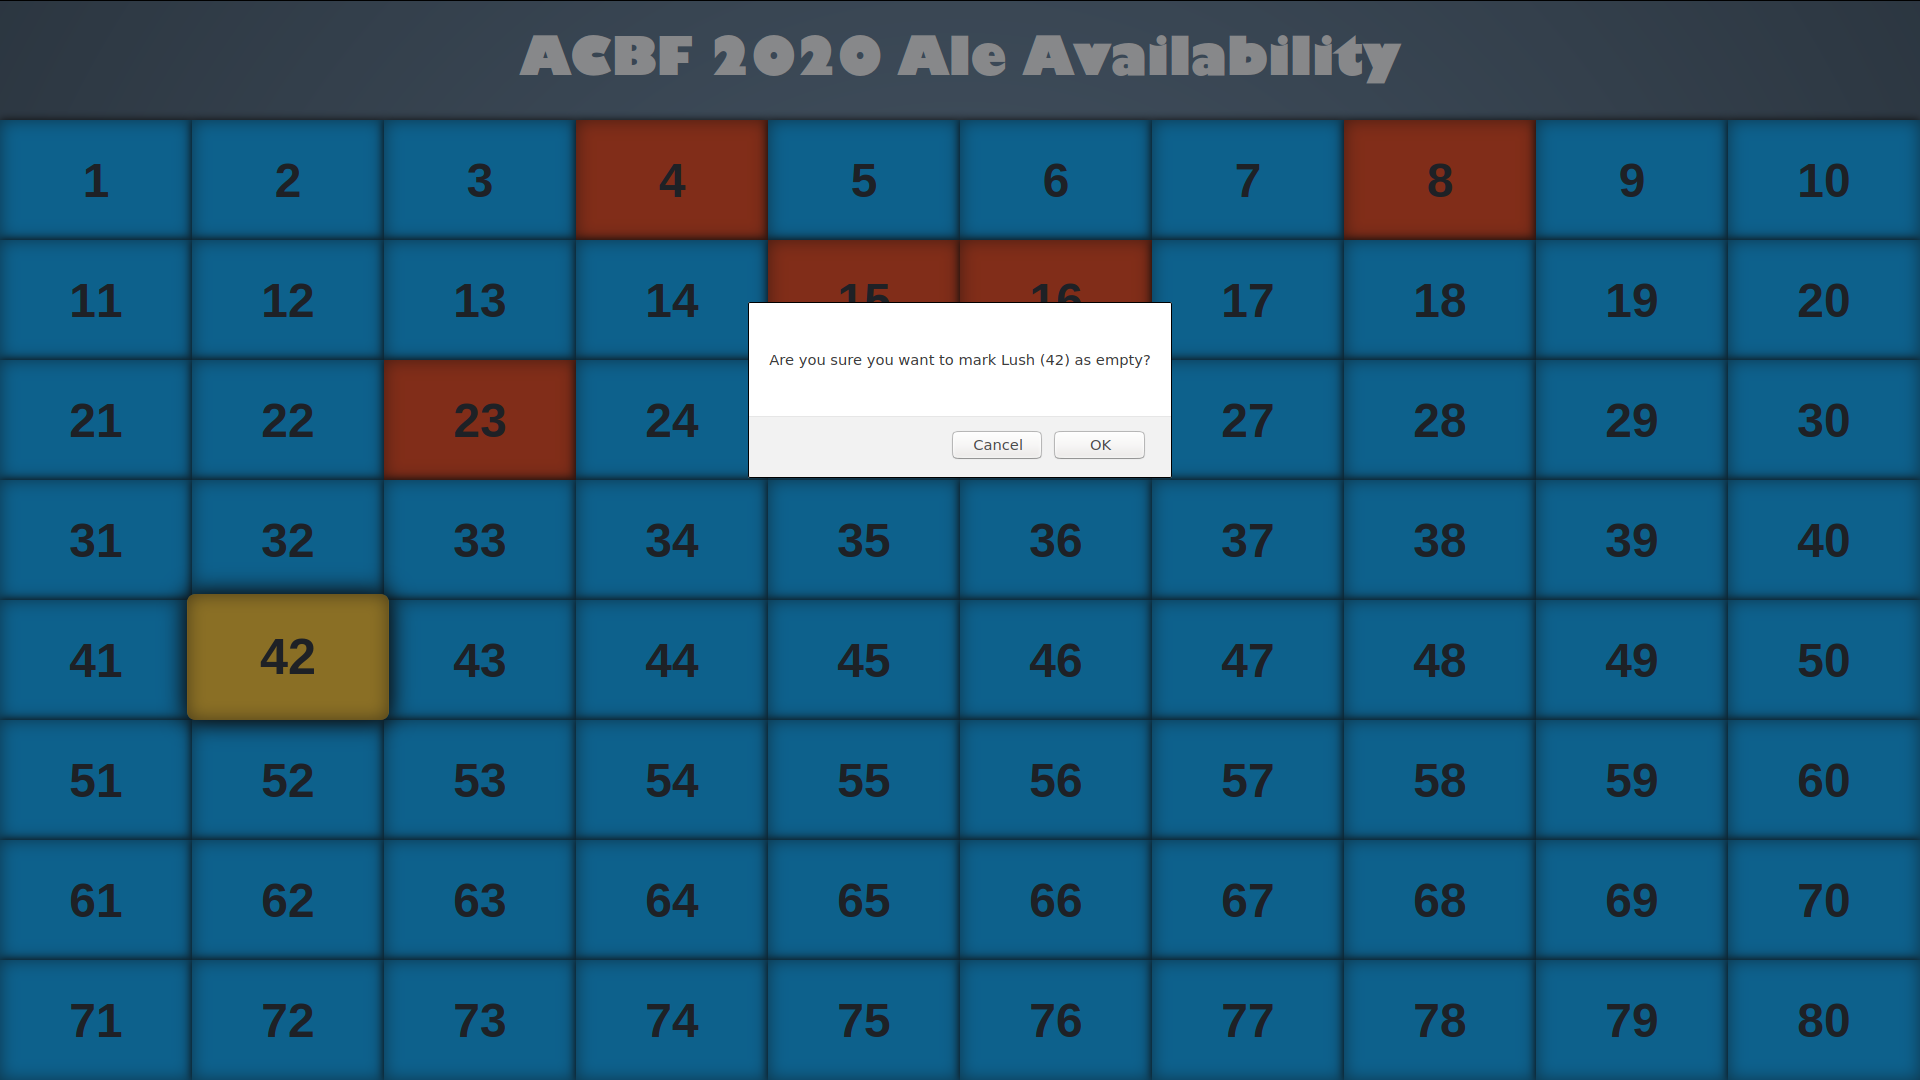 ACBF 2020 Ale Availability
1 2 3 4 5 6 7 8 9 10
11 12 13 14 15 16 17 18 19 20
Are you sure you want to mark Lush (42) as empty?
21 22 23 24 27 28 29 30
Cancel OK
31 32 33 34 35 36 37 38 39 40
41 42 43 44 45 46 47 48 49 50
51 52 53 54 55 56 57 58 59 60
61 62 63 64 65 66 67 68 69 70
71 72 73 74 75 76 77 78 79 80